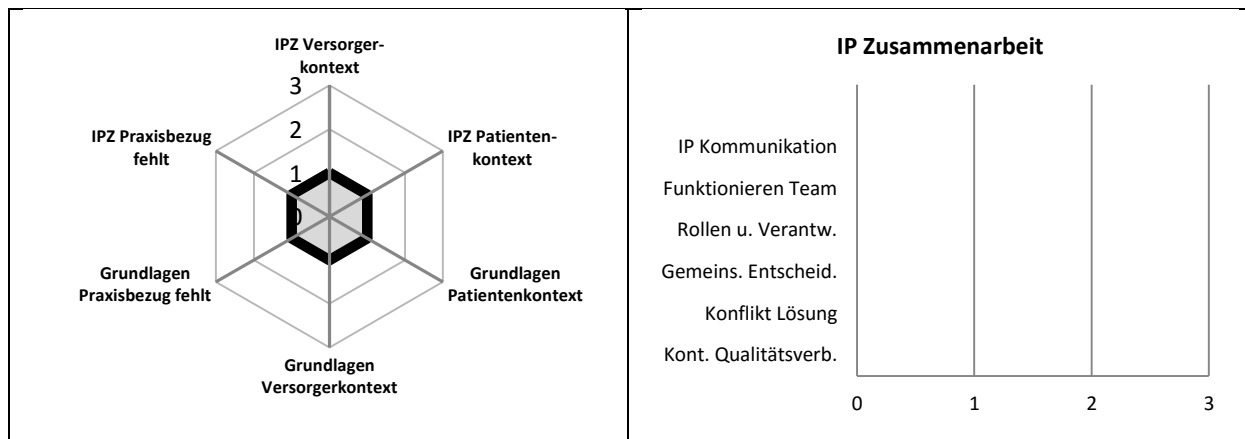 IPZ Versorger-
kontext
3
2
1
0
IPZ Praxisbezug
fehlt
IPZ Patienten-
kontext
Grundlagen
Praxisbezug fehlt
Grundlagen
Patientenkontext
Grundlagen
Versorgerkontext
IP Zusammenarbeit
IP Kommunikation
Funktionieren Team
Rollen u. Verantw.
Gemeins. Entscheid.
Konflikt Lösung
Kont. Qualitätsverb.
0 1 2 3